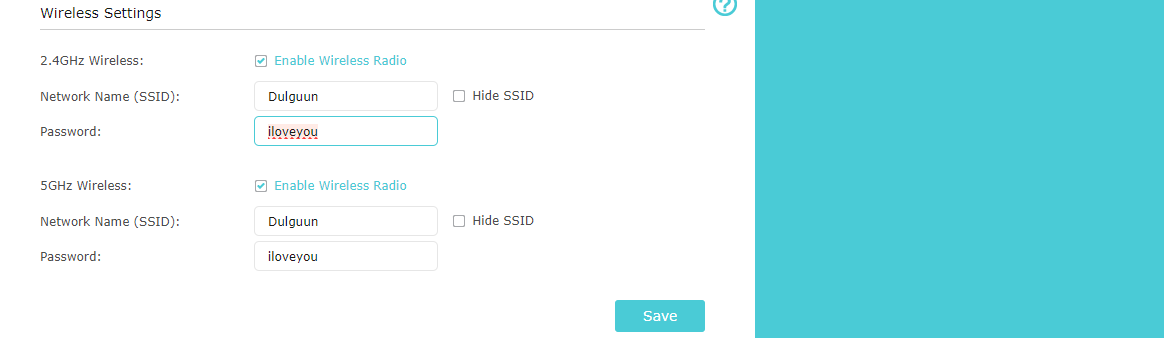 Wireless Settings
?
2.4GHz Wireless: Enable Wireless Radio
Network Name (SSID): Dulguun Hide SSID
Password: iloveyou
5GHz Wireless: Enable Wireless Radio
Network Name (SSID): Dulguun Hide SSID
Password: iloveyou
Save